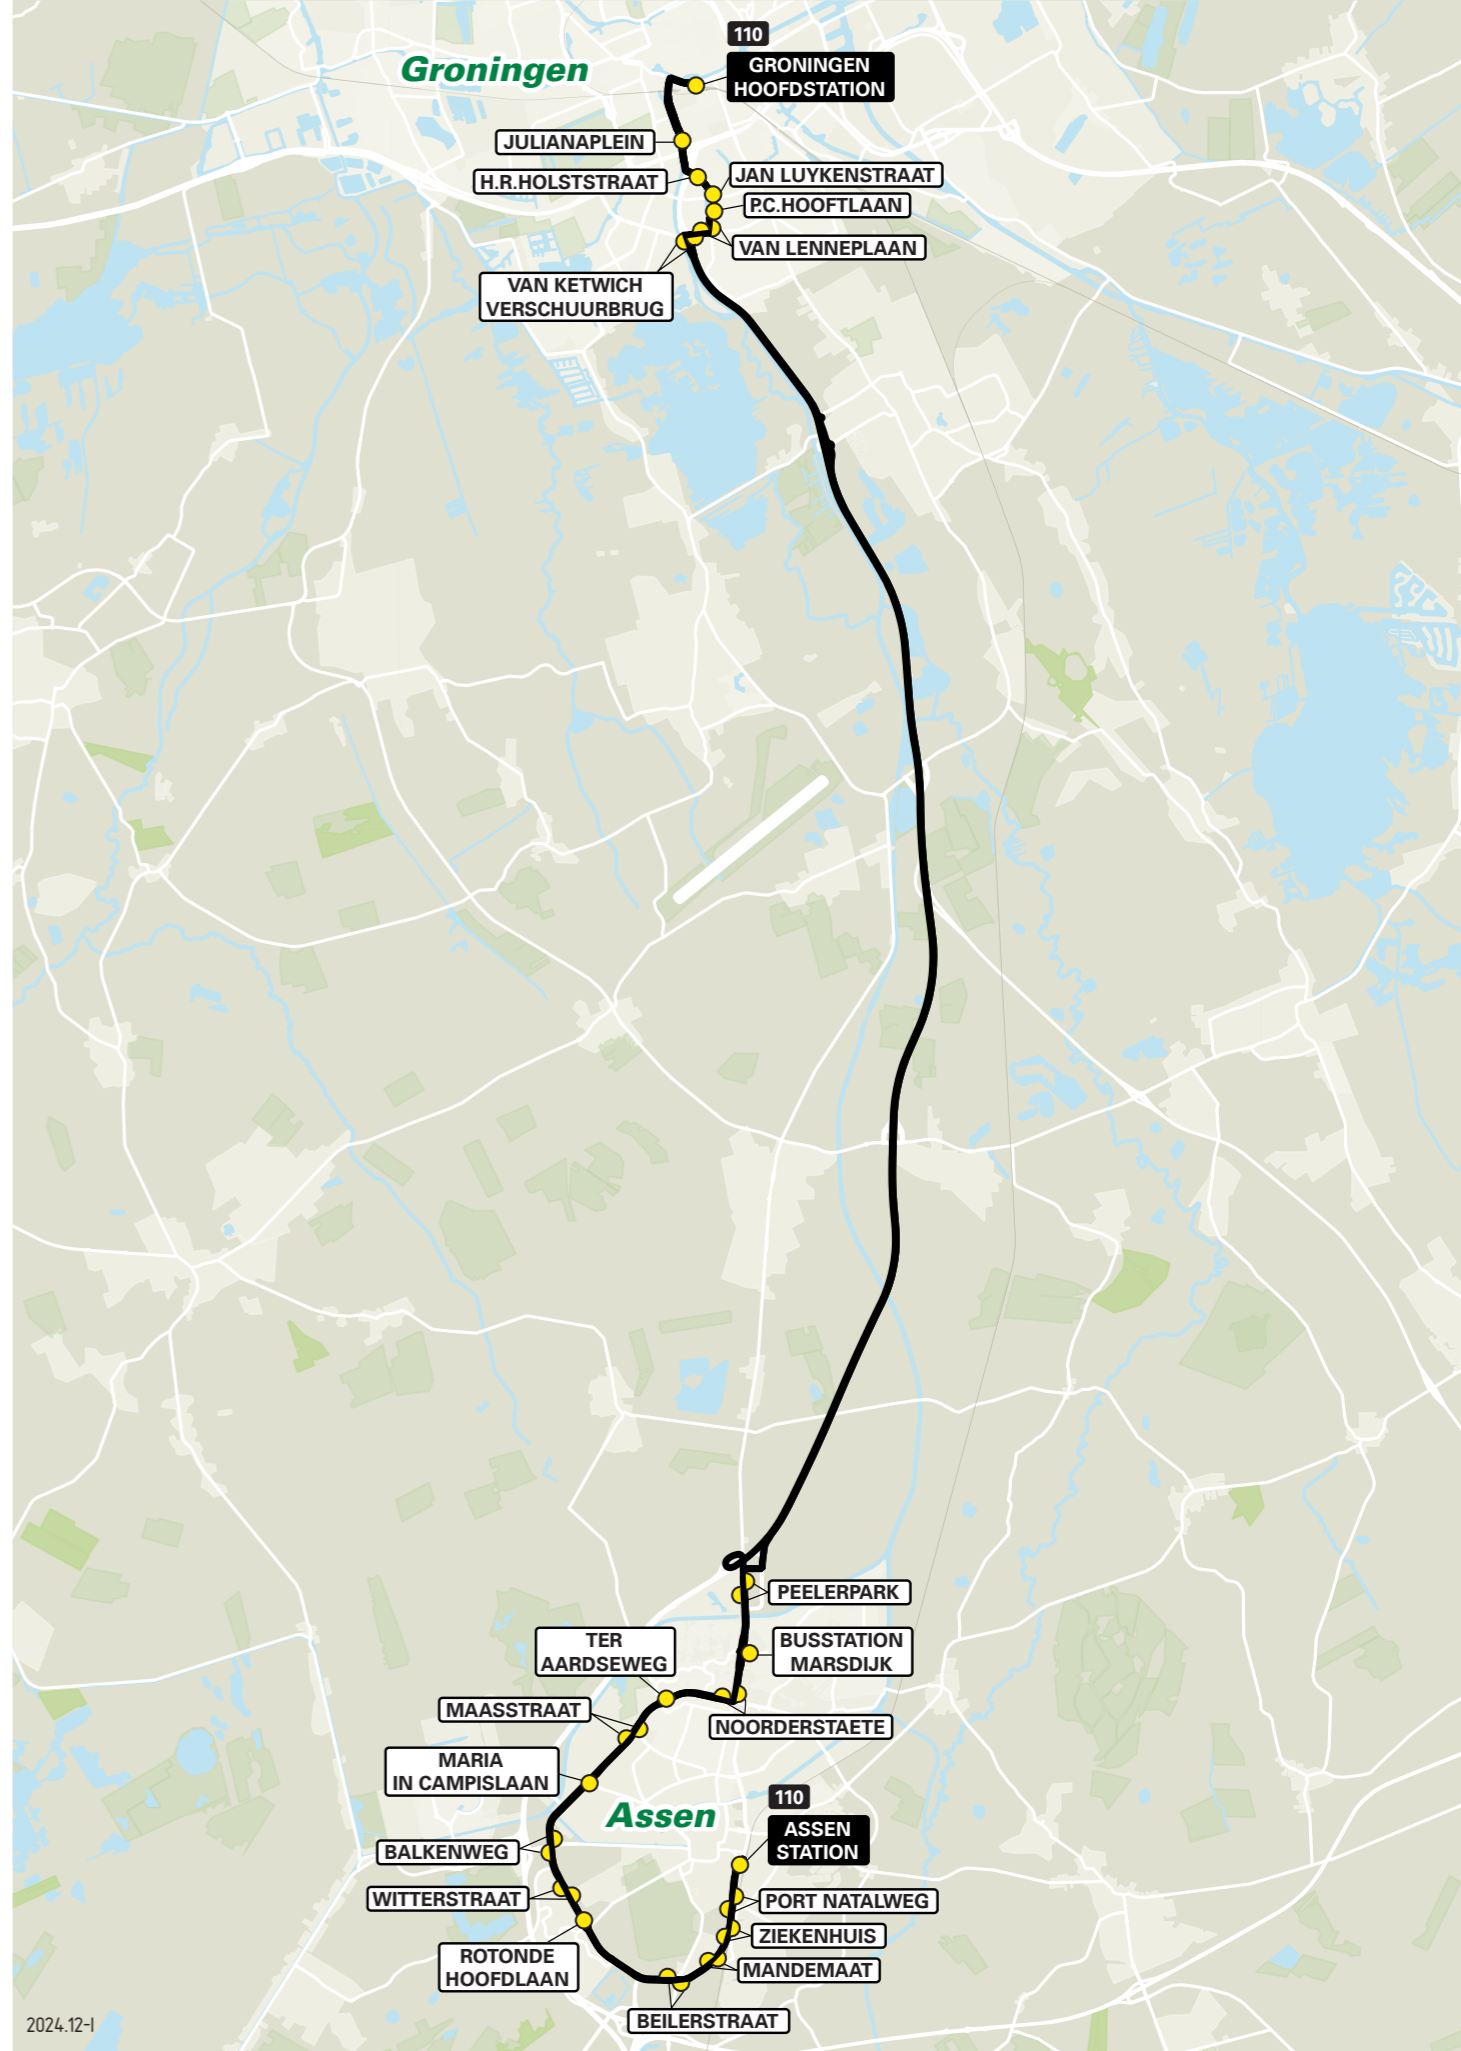 110
Groningen
GRONINGEN
HOOFDSTATION
JULIANAPLEIN
H.R.HOLSTSTRAAT
JAN LUYKENSTRAAT
P.C.HOOFTLAAN
VAN LENNEPLAAN
VAN KETWICH
VERSCHUURBRUG
PEELERPARK
TER
AARDSEWEG
BUSSTATION
MARSDIJK
MAASSTRAAT
NOORDERSTAETE
MARIA
IN CAMPISLAAN
110
Assen
ASSEN
STATION
BALKENWEG
WITTERSTRAAT
PORT NATALWEG
ZIEKENHUIS
ROTONDE
HOOFDLAAN
MANDEMAAT
BEILERSTRAAT
2024.12-I